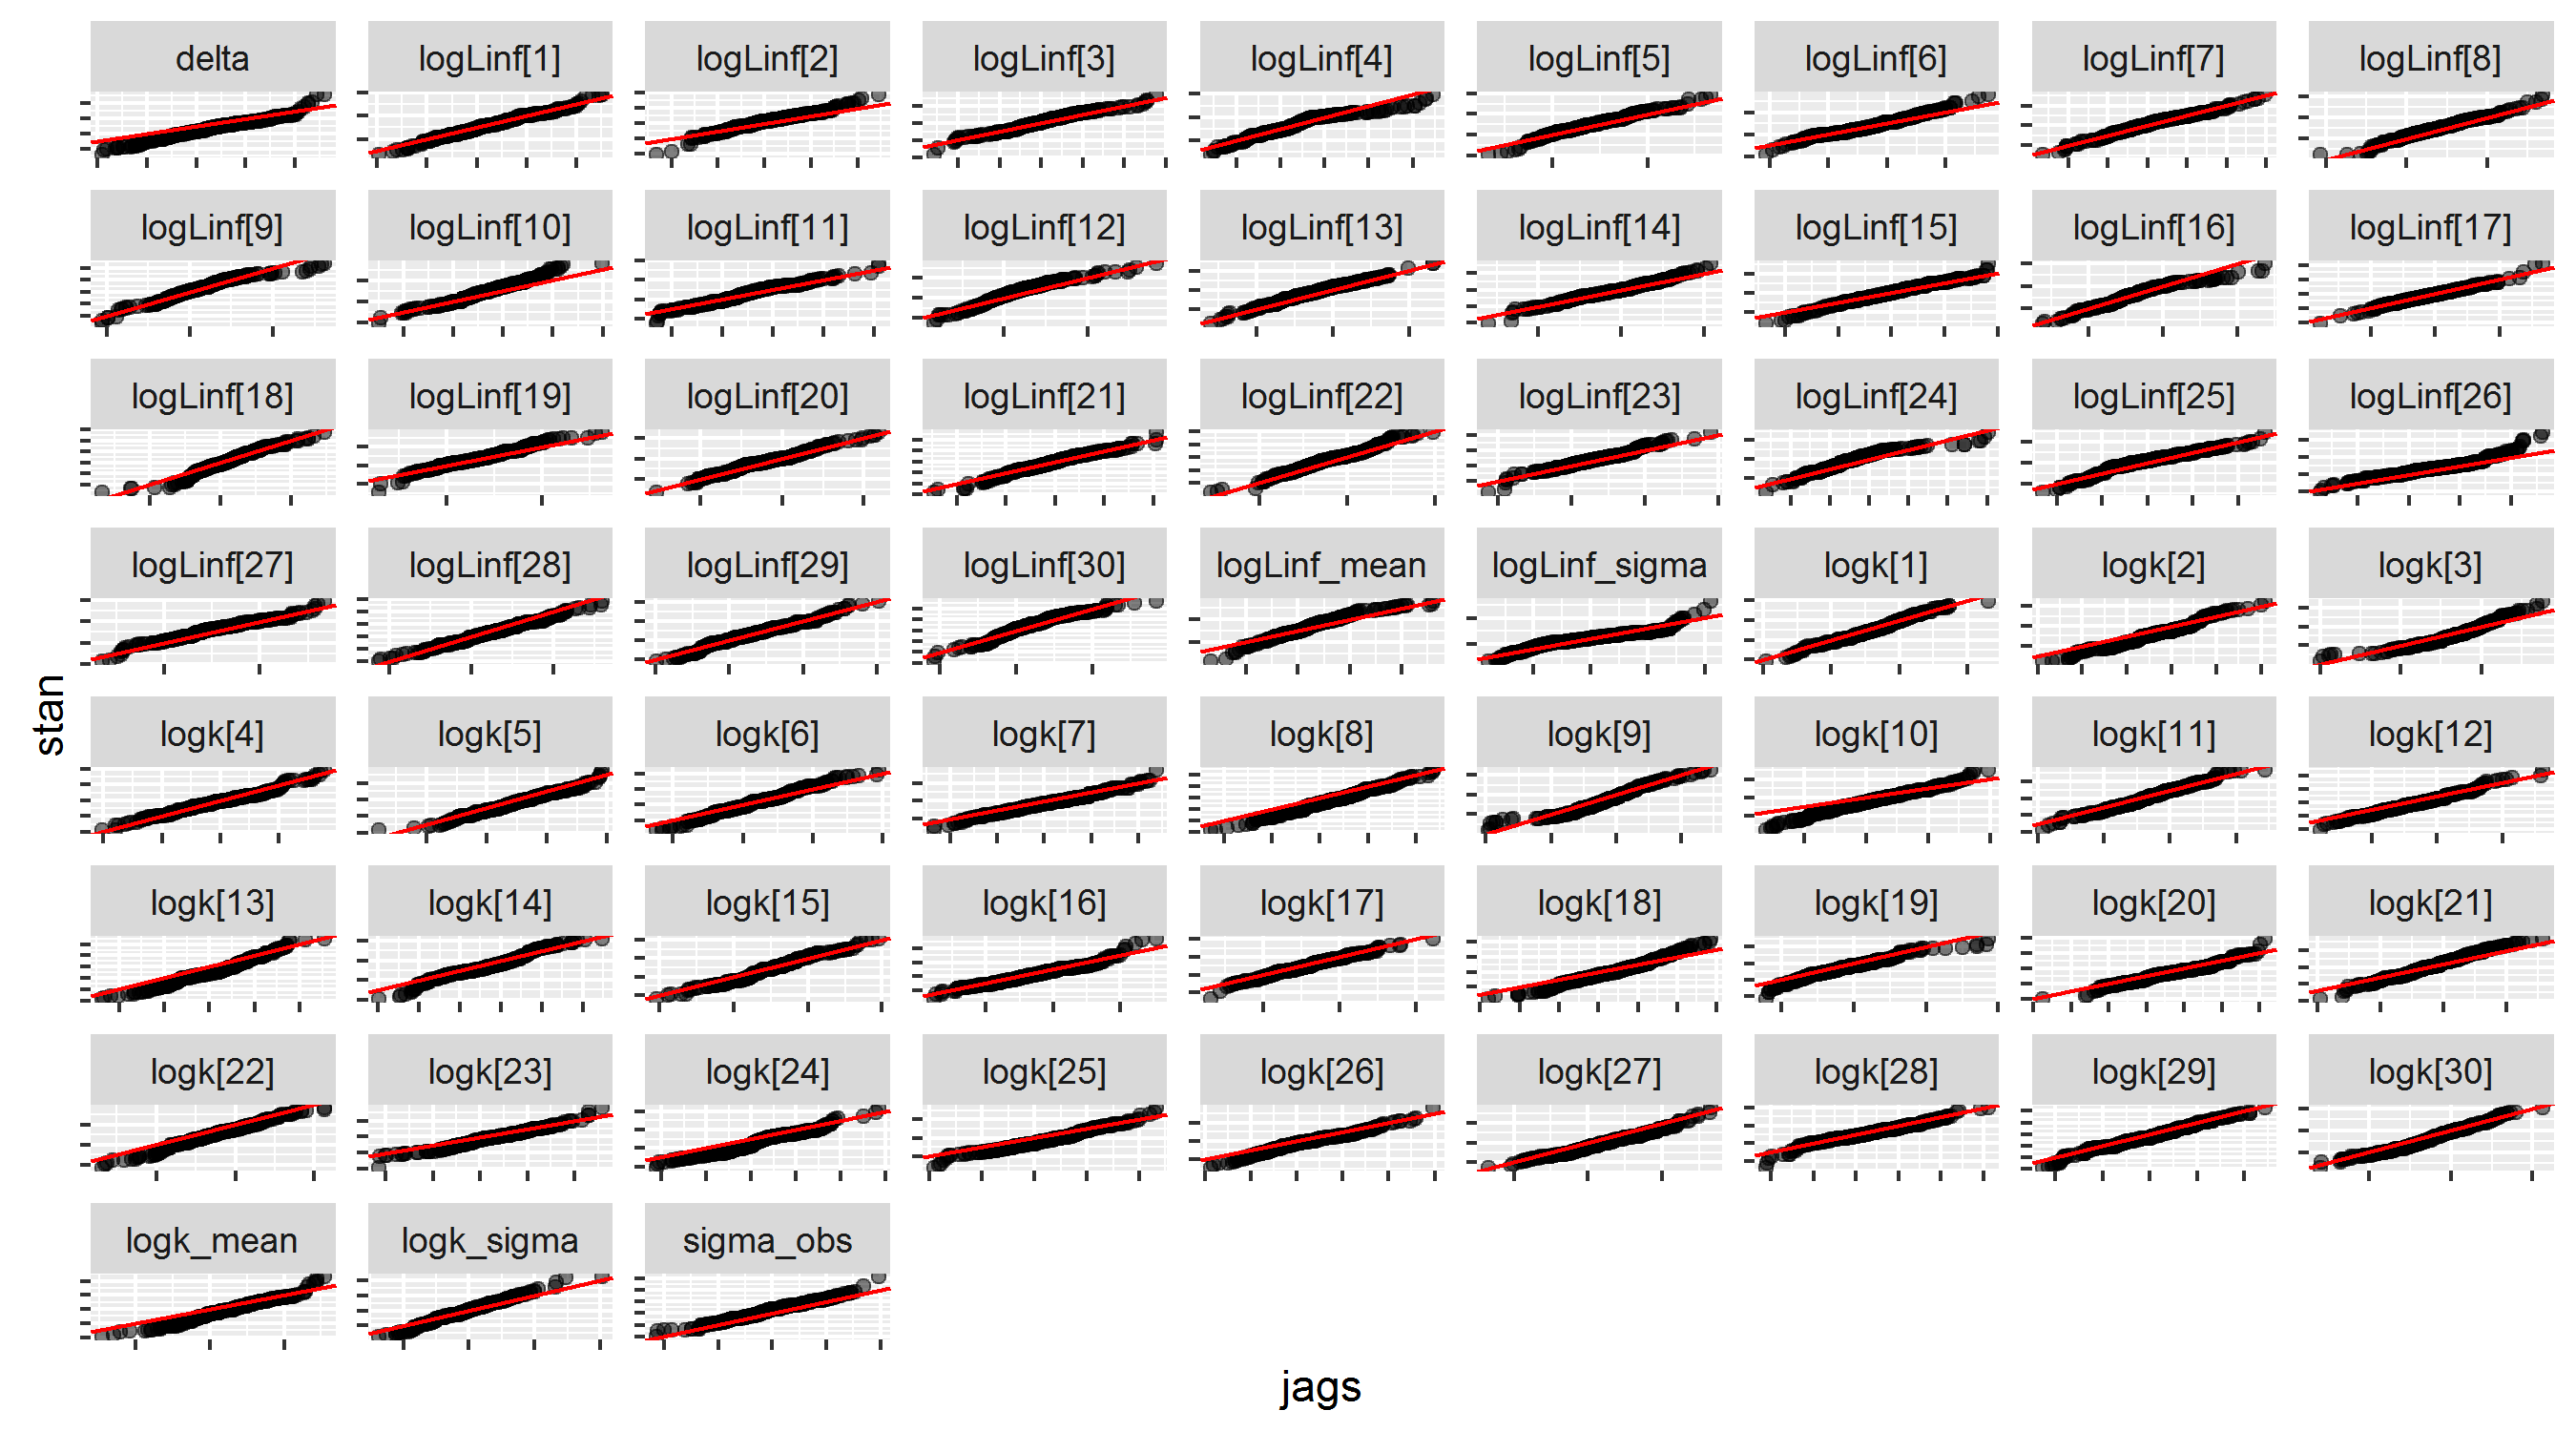 delta logLinf[1] logLinf[2] logLinf[3] logLinf[4] logLinf[5] logLinf[6] logLinf[7] logLinf[8]
logLinf[9] logLinf[10] logLinf[11] logLinf[12] logLinf[13] logLinf[14] logLinf[15] logLinf[16] logLinf[17]
logLinf[18] logLinf[19] logLinf[20] logLinf[21] logLinf[22] logLinf[23] logLinf[24] logLinf[25] logLinf[26]
logLinf[27] logLinf[28] logLinf[29] logLinf[30] logLinf_mean logLinf_sigma logk[1] logk[2] logk[3]
stan
logk[4] logk[5] logk[6] logk[7] logk[8] logk[9] logk[10] logk[11] logk[12]
logk[13] logk[14] logk[15] logk[16] logk[17] logk[18] logk[19] logk[20] logk[21]
logk[22] logk[23] logk[24] logk[25] logk[26] logk[27] logk[28] logk[29] logk[30]
logk_mean logk_sigma sigma_obs
jags